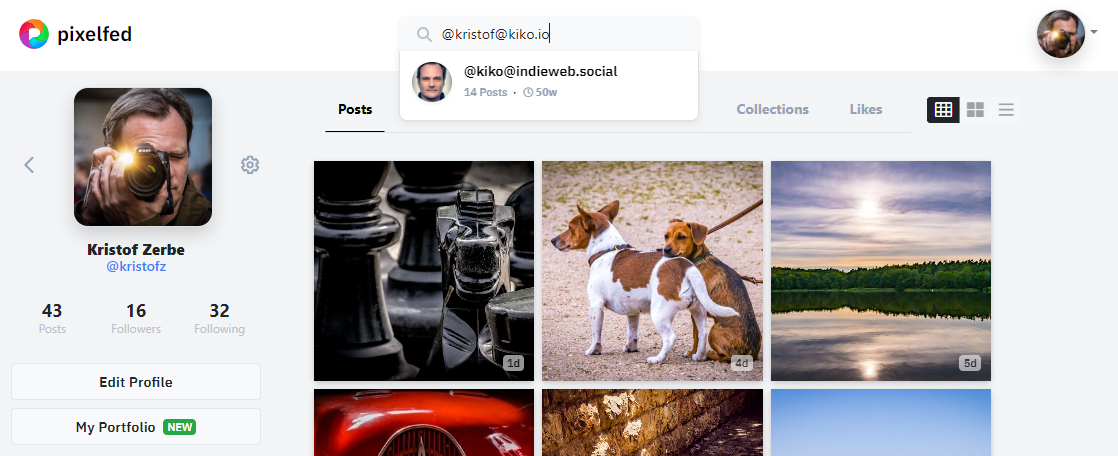 pixelfed
@kristof@kiko.io
@kiko@indieweb.social
14 Posts · 50w
Posts
Collections
Likes
Kristof Zerbe
@kristofz
43
16
32
Posts
Followers
Following
Edit Profile
My Portfolio NEW
1d
4d
5d